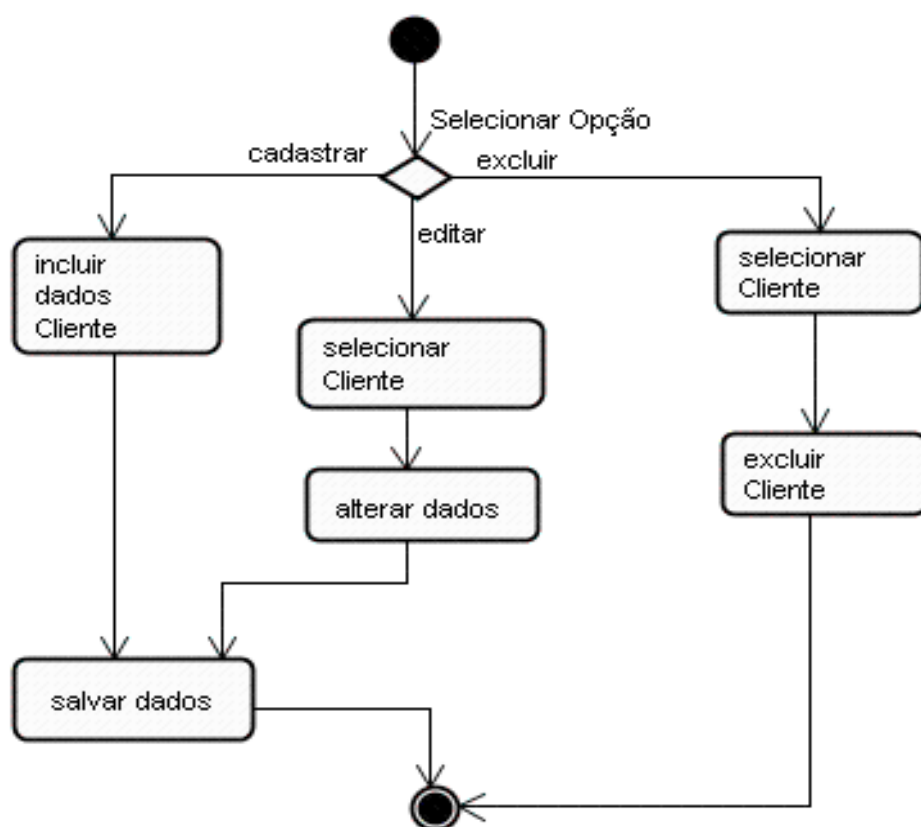 Selecionar Opção
cadastrar
excluir
editar
incluir
dados
Cliente
selecionar
Cliente
selecionar
Cliente
alterar dados
excluir
Cliente
salvar dados